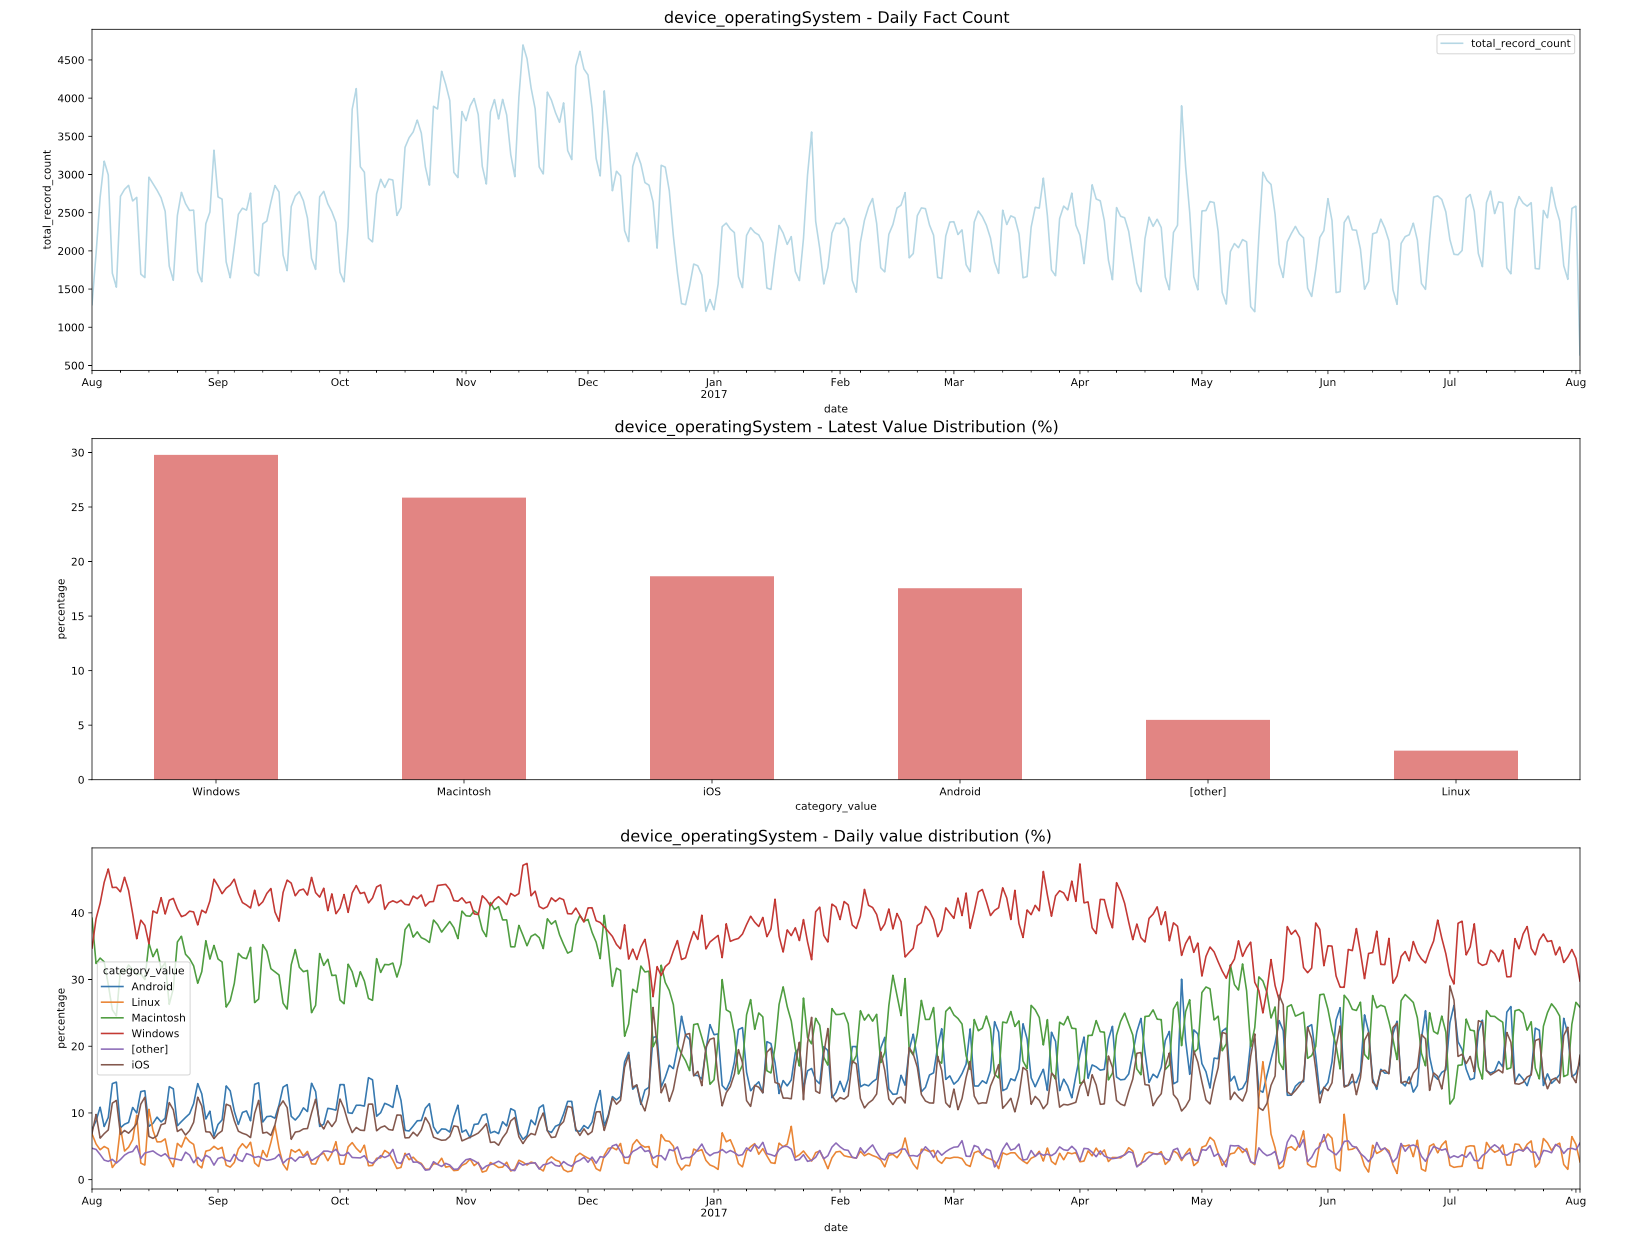 device_operatingSystem - Daily Fact Count
total_record_count
total_record_count
4500
4000
3500
3000
2500
2000
1500
1000
500
Aug Sep Oct Nov Dec Jan Feb Mar Apr May Jun Jul Aug
2017
date
device_operatingSystem - Latest Value Distribution (%)
percentage
30
25
20
15
10
5
0
Windows Macintosh iOS Android [other] Linux
category_value
device_operatingSystem - Daily value distribution (%)
percentage
40
30
20
10
0
category_value
Android
Linux
Macintosh
Windows
[other]
iOS
Aug Sep Oct Nov Dec Jan Feb Mar Apr May Jun Jul Aug
2017
date